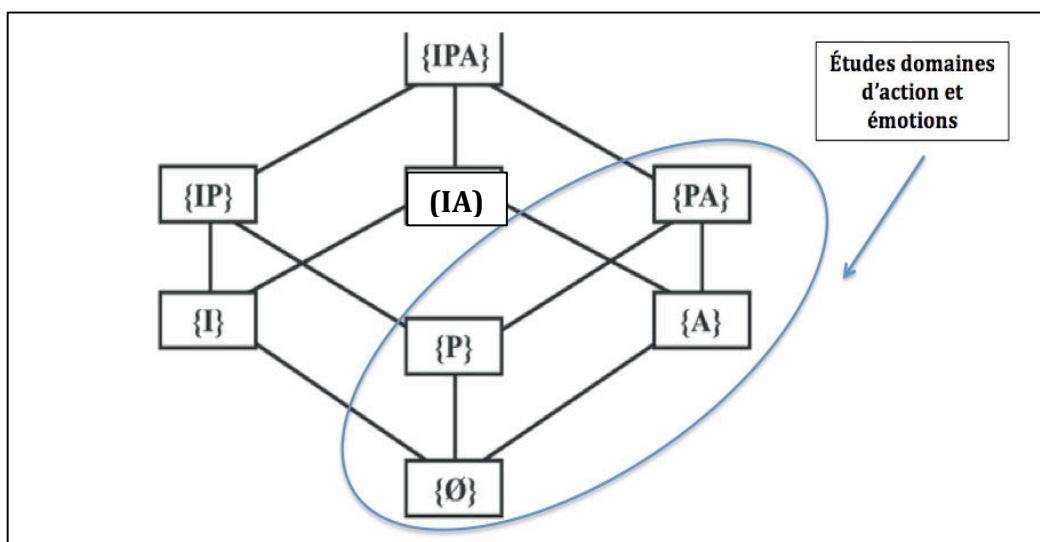 {IPA}
Études domaines
d’action et
émotions
{IP}
(IA)
{PA}
{I}
{P}
{A}
{Ø}